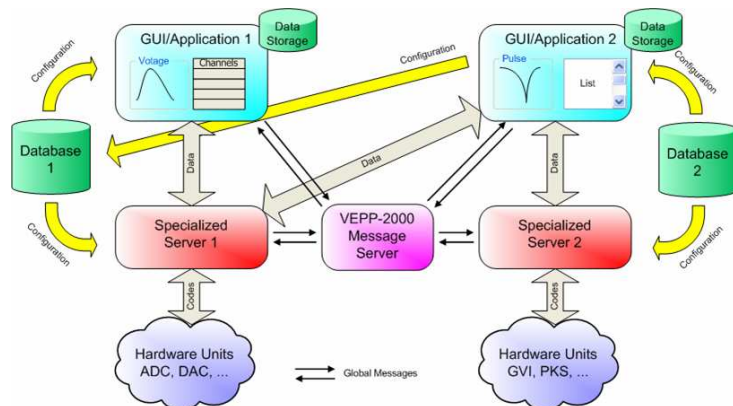 GUI/Application 1
Data
Storage
Votage
Channels
GUI/Application 2
Data
Storage
Pulse
List
Configuration
Configuration
Configuration
Database
1
Database
2
Data
Data
Data
Configuration
Configuration
Specialized
Server 1
VEPP-2000
Message
Server
Specialized
Server 2
Codes
Codes
Hardware Units
ADC, DAC, ...
Global Messages
Hardware Units
GVI, PKS, ...